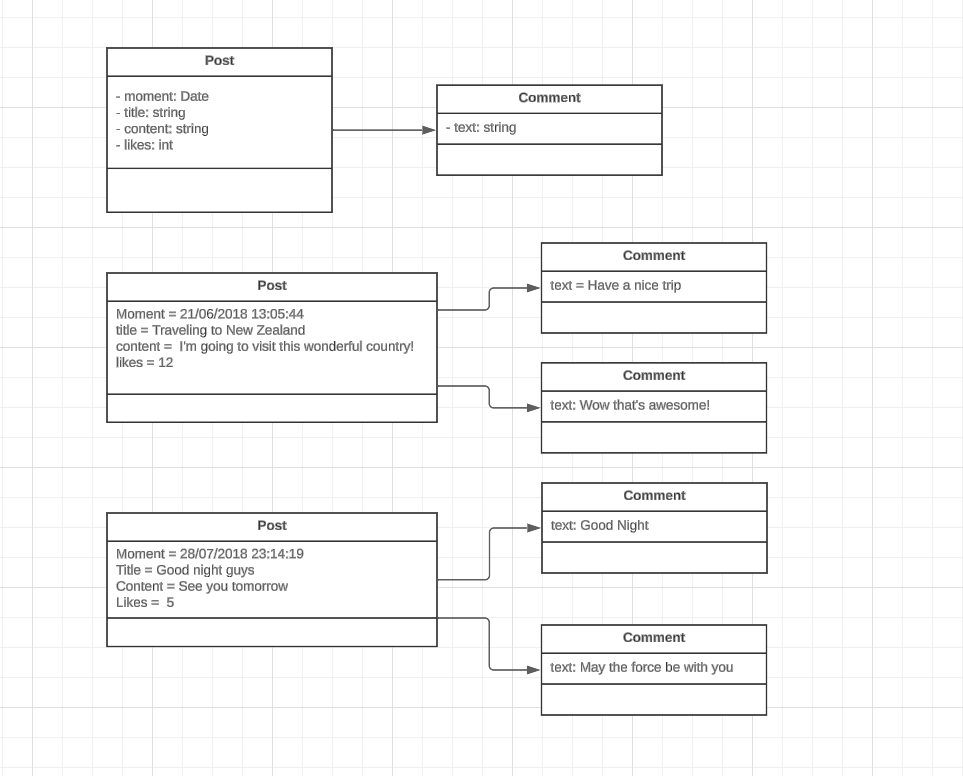 Post
- moment: Date
- title: string
- content: string
- likes: int
Comment
- text: string
Post
Moment = 21/06/2018 13:05:44
title = Traveling to New Zealand
content =  I'm going to visit this wonderful country!
likes = 12
Comment
text = Have a nice trip
Comment
text: Wow that's awesome!
Post
Moment = 28/07/2018 23:14:19
Title = Good night guys
Content = See you tomorrow
Likes =  5
Comment
text: Good Night
Comment
text: May the force be with you